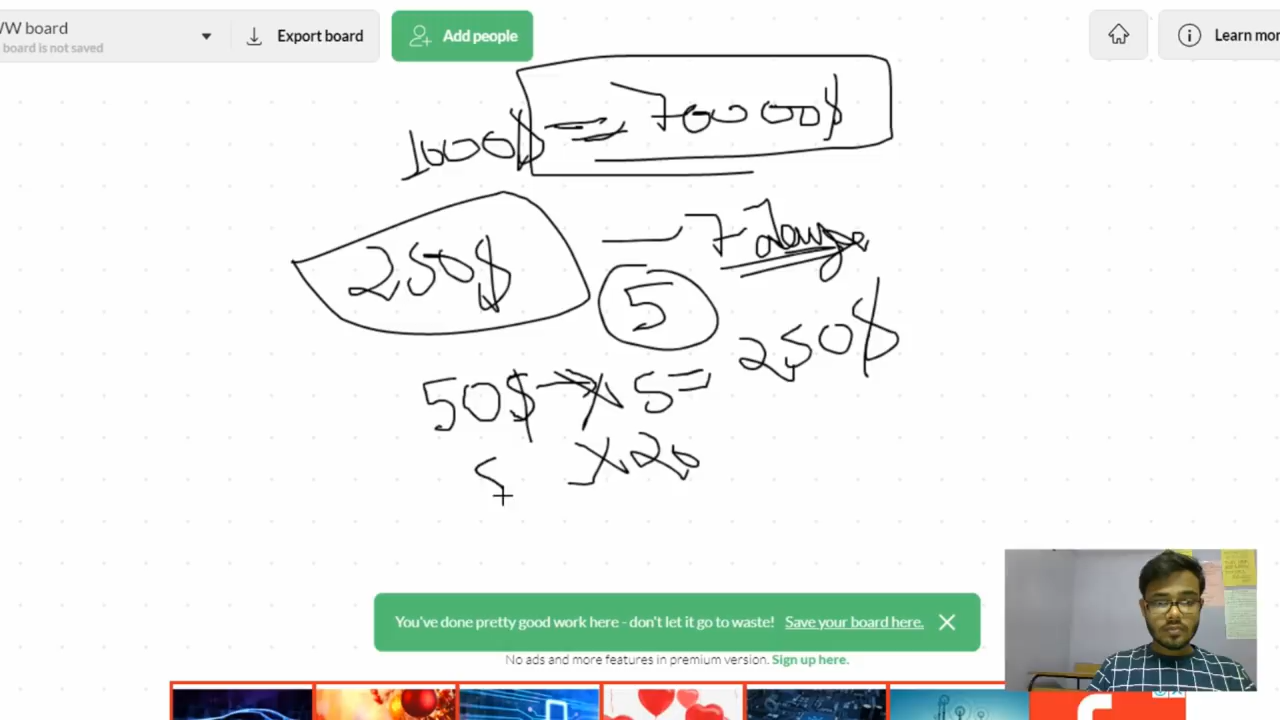 WW board
board is not saved
Export board
Add people
Learn mor
1000$ = 70000$
250$ - 7 days
5
50$ x 5 = 250$
x 20
You've done pretty good work here - don't let it go to waste! Save your board here.
No ads and more features in premium version. Sign up here.